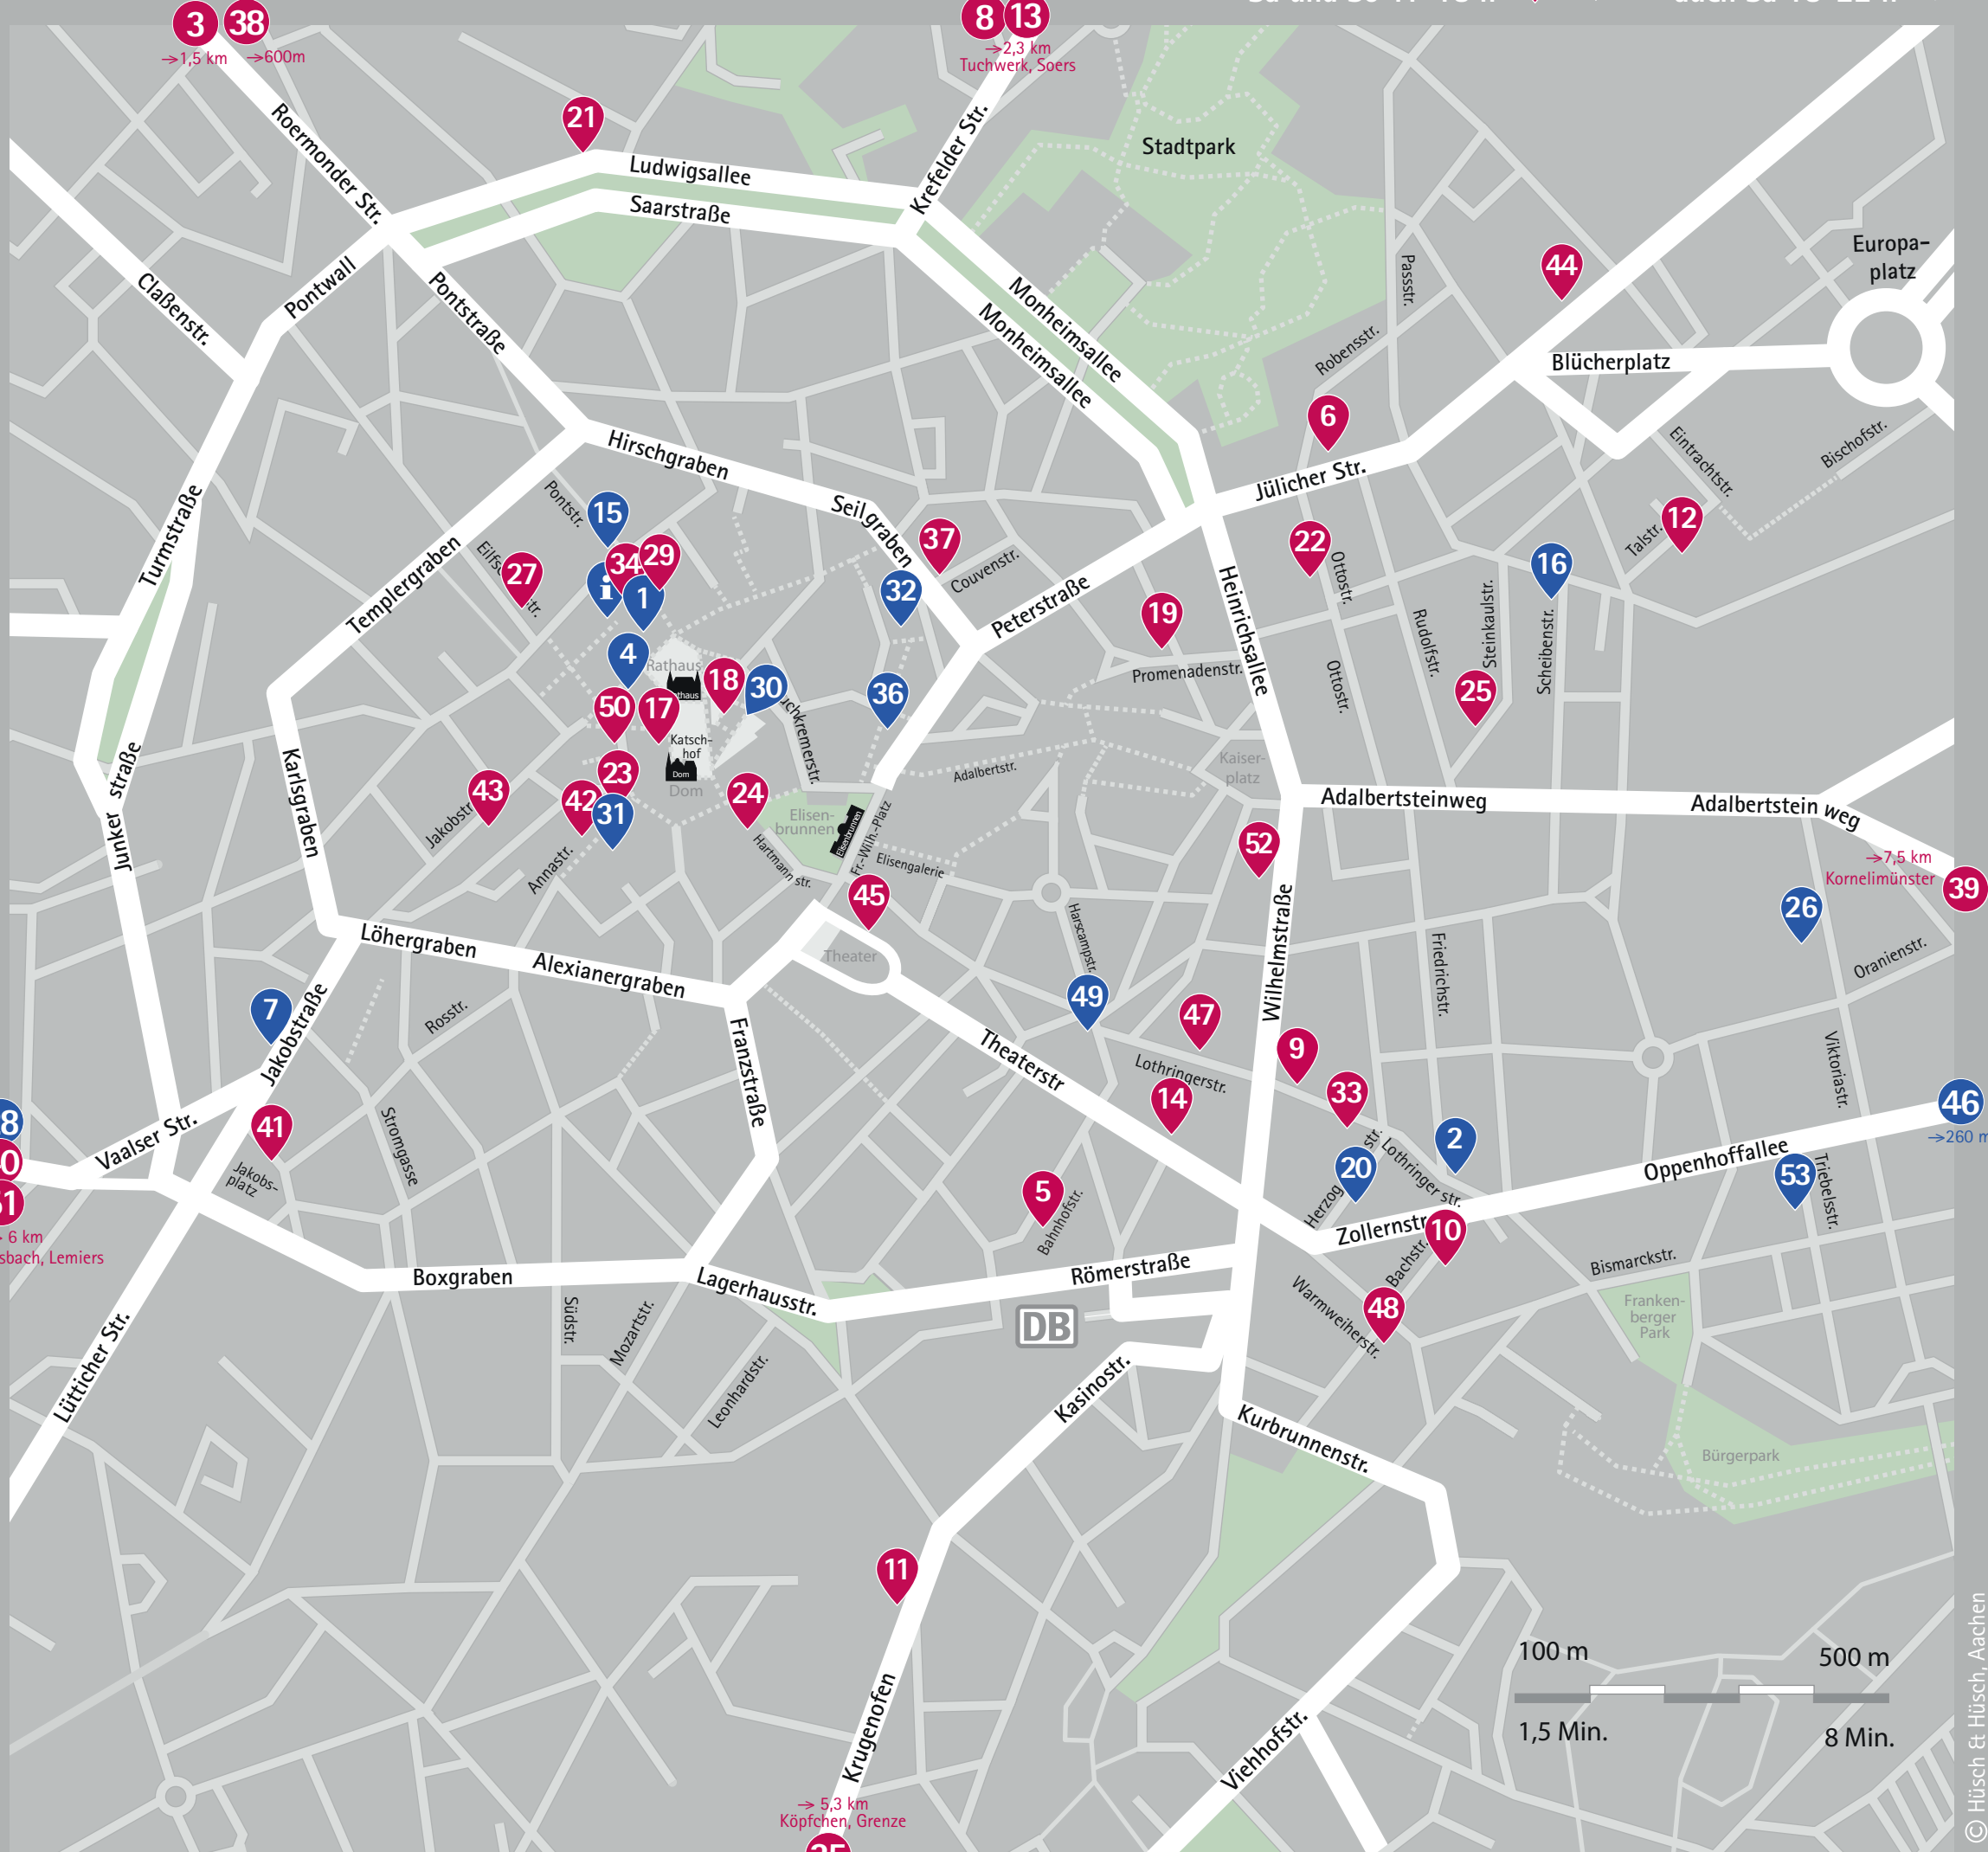 3
38
→1,5 km
→600m
8
13
→2,3 km
Tuchwerk, Soers
Roermonder Str.
21
Ludwigsallee
Saarstraße
Krefelder Str.
Stadtpark
Europa-
platz
44
Passstr.
Claßenstr.
Pontwall
Pontstraße
Monheimsallee
Monheimsallee
Robensstr.
Blücherplatz
6
Hirschgraben
Jülicher Str.
Eintrachtstr.
Bischofstr.
Turmstraße
Pontstr.
15
Seilgraben
37
Couvenstr.
22
Ottostr.
12
Talstr.
16
Templergraben
27
34
29
i
1
32
Peterstraße
19
Heinrichsallee
Rudolfstr.
Steinkaulstr.
Scheibenstr.
4
Rathaus
18
30
36
Promenadenstr.
Ottostr.
25
50
17
Katsch-
hof
Dom
Dom
Kaiser-
platz
Adalbertstr.
Junker
straße
Karlsgraben
43
Jakobstr.
23
42
31
24
Elisen-
brunnen
Elisenbrunnen
Fr.-Wilh.-Platz
Adalbertsteinweg
Adalbertstein weg
Annastr.
Hartmann str.
Elisengalerie
52
→7,5 km
Kornelimünster
39
45
26
Löhergraben
Alexianergraben
Theater
Harscampstr.
Wilhelmstraße
Friedrichstr.
Oranienstr.
7
Jakobstraße
Rosstr.
49
47
Franzstraße
Theaterstr
9
Lothringerstr.
33
14
Viktoriastr.
46
→260 m
Vaalser Str.
41
Stromgasse
Jakobs-
platz
2
20
Herzog
str.
Lothringer str.
Oppenhoffallee
53
Triebelsstr.
5
Bahnhofstr.
Zollernstr.
10
6 km
Lemiers
Boxgraben
Lagerhausstr.
Römerstraße
Bachstr.
Bismarckstr.
Warmweiherstr.
48
Franken-
berger
Park
DB
Südstr.
Mozartstr.
Leonhardstr.
Lütticher Str.
Kasinostr.
Kurbrunnenstr.
Bürgerpark
11
Krugenofen
100 m
500 m
1,5 Min.
8 Min.
Viehhofstr.
→ 5,3 km
Köpfchen, Grenze
© Hüsch & Hüsch, Aachen